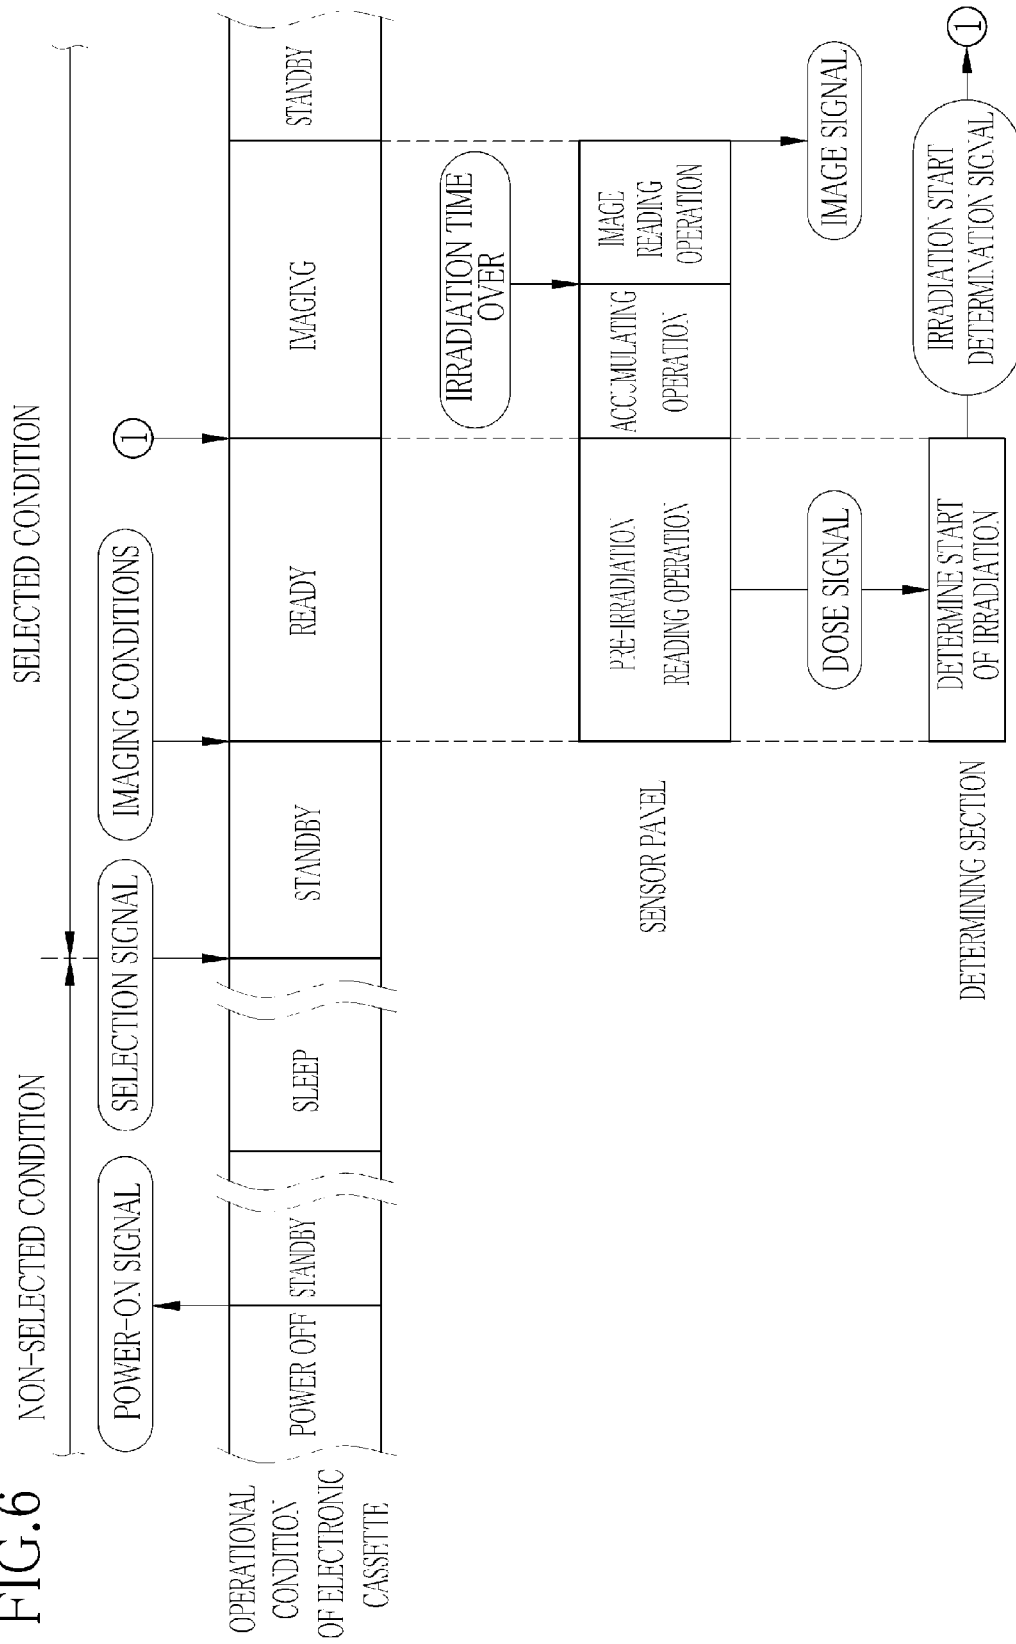 FIG.6
NON-SELECTED CONDITION
SELECTED CONDITION
POWER-ON SIGNAL
SELECTION SIGNAL
IMAGING CONDITIONS
1
OPERATIONAL
CONDITION
OF ELECTRONIC
CASSETTE
POWER OFF
STANDBY
SLEEP
STANDBY
READY
IMAGING
STANDBY
IRRADIATION TIME
OVER
SENSOR PANEL
PRE-IRRADIATION
READING OPERATION
ACCUMULATING
OPERATION
IMAGE
READING
OPERATION
DOSE SIGNAL
IMAGE SIGNAL
DETERMINING SECTION
DETERMINE START
OF IRRADIATION
IRRADIATION START
DETERMINATION SIGNAL
1